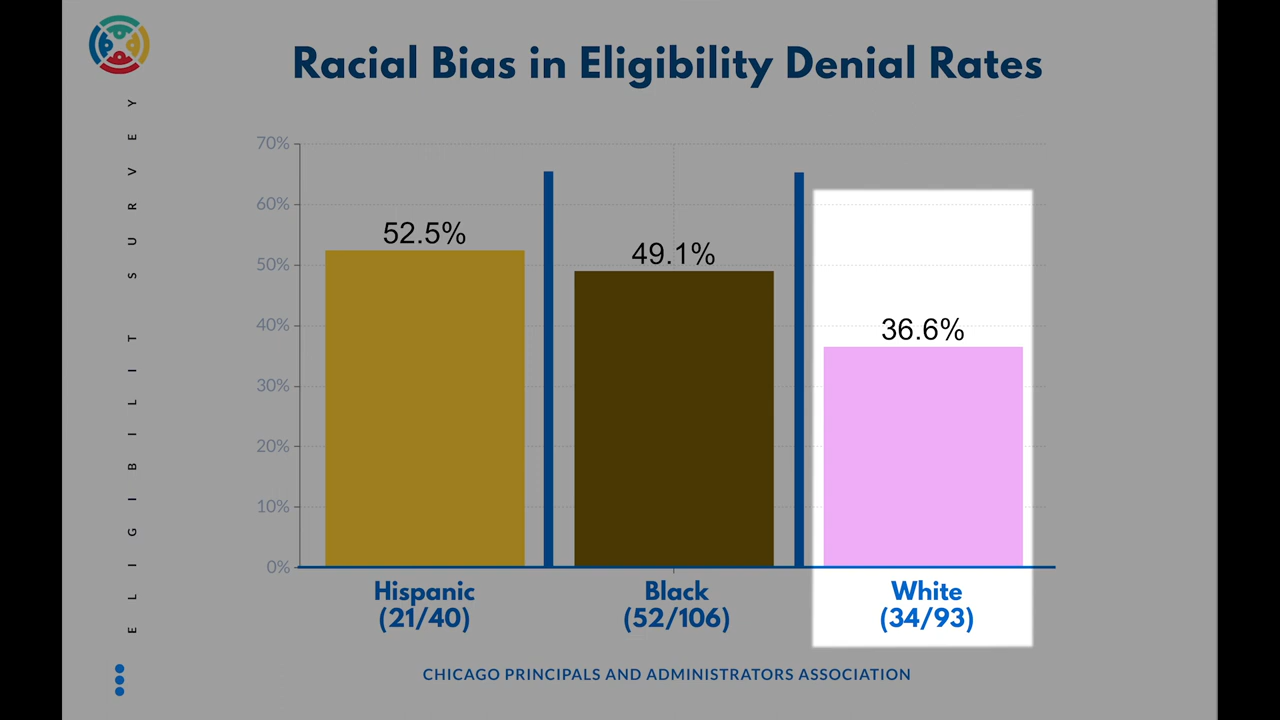 Racial Bias in Eligibility Denial Rates
ELIGIBILIT SURVEY
70%
60%
50%
40%
30%
20%
10%
0%
52.5%
49.1%
36.6%
Hispanic
(21/40)
Black
(52/106)
White
(34/93)
CHICAGO PRINCIPALS AND ADMINISTRATORS ASSOCIATION